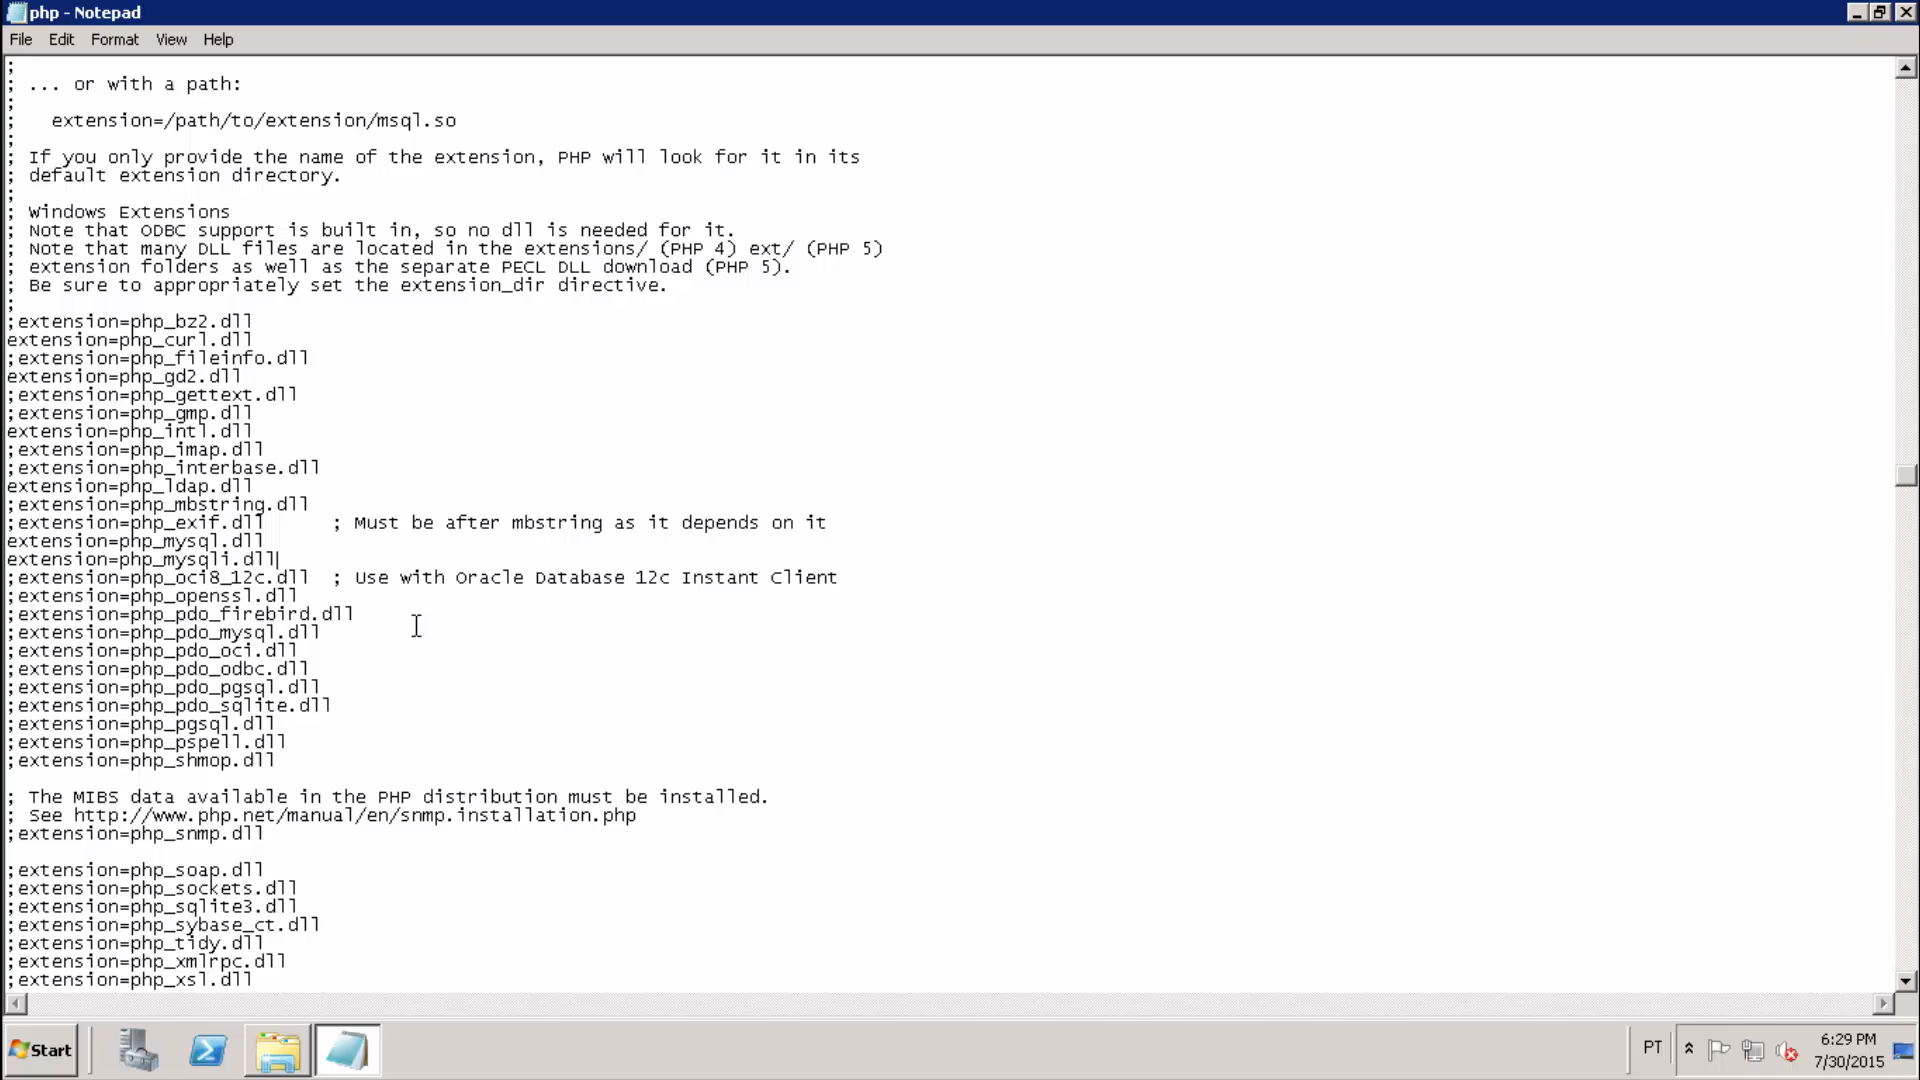 php - Notepad
File Edit Format View Help
;
; ... or with a path:
;
;   extension=/path/to/extension/msql.so
;
; If you only provide the name of the extension, PHP will look for it in its
; default extension directory.
;
; Windows Extensions
; Note that ODBC support is built in, so no dll is needed for it.
; Note that many DLL files are located in the extensions/ (PHP 4) ext/ (PHP 5)
; extension folders as well as the separate PECL DLL download (PHP 5).
; Be sure to appropriately set the extension_dir directive.
;
;extension=php_bz2.dll
extension=php_curl.dll
;extension=php_fileinfo.dll
extension=php_gd2.dll
;extension=php_gettext.dll
;extension=php_gmp.dll
extension=php_intl.dll
;extension=php_imap.dll
;extension=php_interbase.dll
extension=php_ldap.dll
;extension=php_mbstring.dll
;extension=php_exif.dll      ; Must be after mbstring as it depends on it
extension=php_mysql.dll
extension=php_mysqli.dll
;extension=php_oci8_12c.dll  ; Use with Oracle Database 12c Instant Client
;extension=php_openssl.dll
;extension=php_pdo_firebird.dll
;extension=php_pdo_mysql.dll
;extension=php_pdo_oci.dll
;extension=php_pdo_odbc.dll
;extension=php_pdo_pgsql.dll
;extension=php_pdo_sqlite.dll
;extension=php_pgsql.dll
;extension=php_pspell.dll
;extension=php_shmop.dll
; The MIBS data available in the PHP distribution must be installed.
; See http://www.php.net/manual/en/snmp.installation.php
;extension=php_snmp.dll
;extension=php_soap.dll
;extension=php_sockets.dll
;extension=php_sqlite3.dll
;extension=php_sybase_ct.dll
;extension=php_tidy.dll
;extension=php_xmlrpc.dll
;extension=php_xsl.dll
Start
PT
6:29 PM
7/30/2015